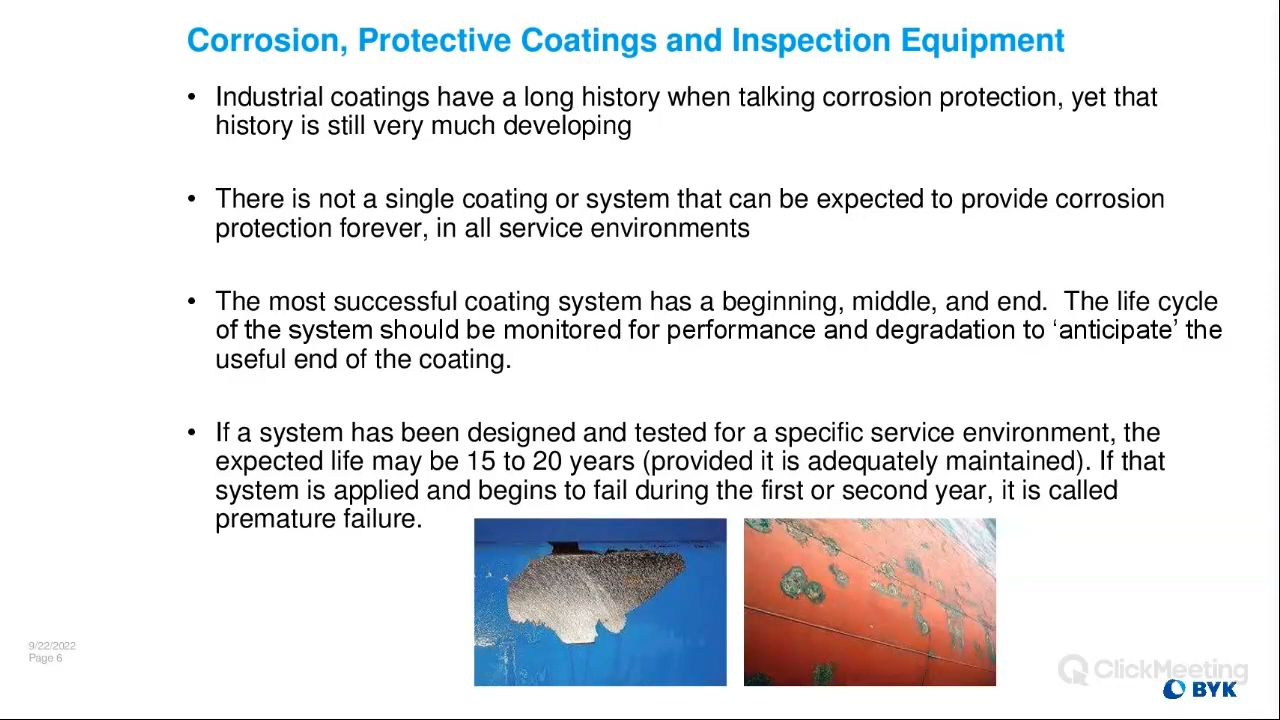 Corrosion, Protective Coatings and Inspection Equipment
• Industrial coatings have a long history when talking corrosion protection, yet that
history is still very much developing
• There is not a single coating or system that can be expected to provide corrosion
protection forever, in all service environments
• The most successful coating system has a beginning, middle, and end.  The life cycle
of the system should be monitored for performance and degradation to ‘anticipate’ the
useful end of the coating.
• If a system has been designed and tested for a specific service environment, the
expected life may be 15 to 20 years (provided it is adequately maintained). If that
system is applied and begins to fail during the first or second year, it is called
premature failure.
9/22/2022
Page 6
ClickMeeting
BYK